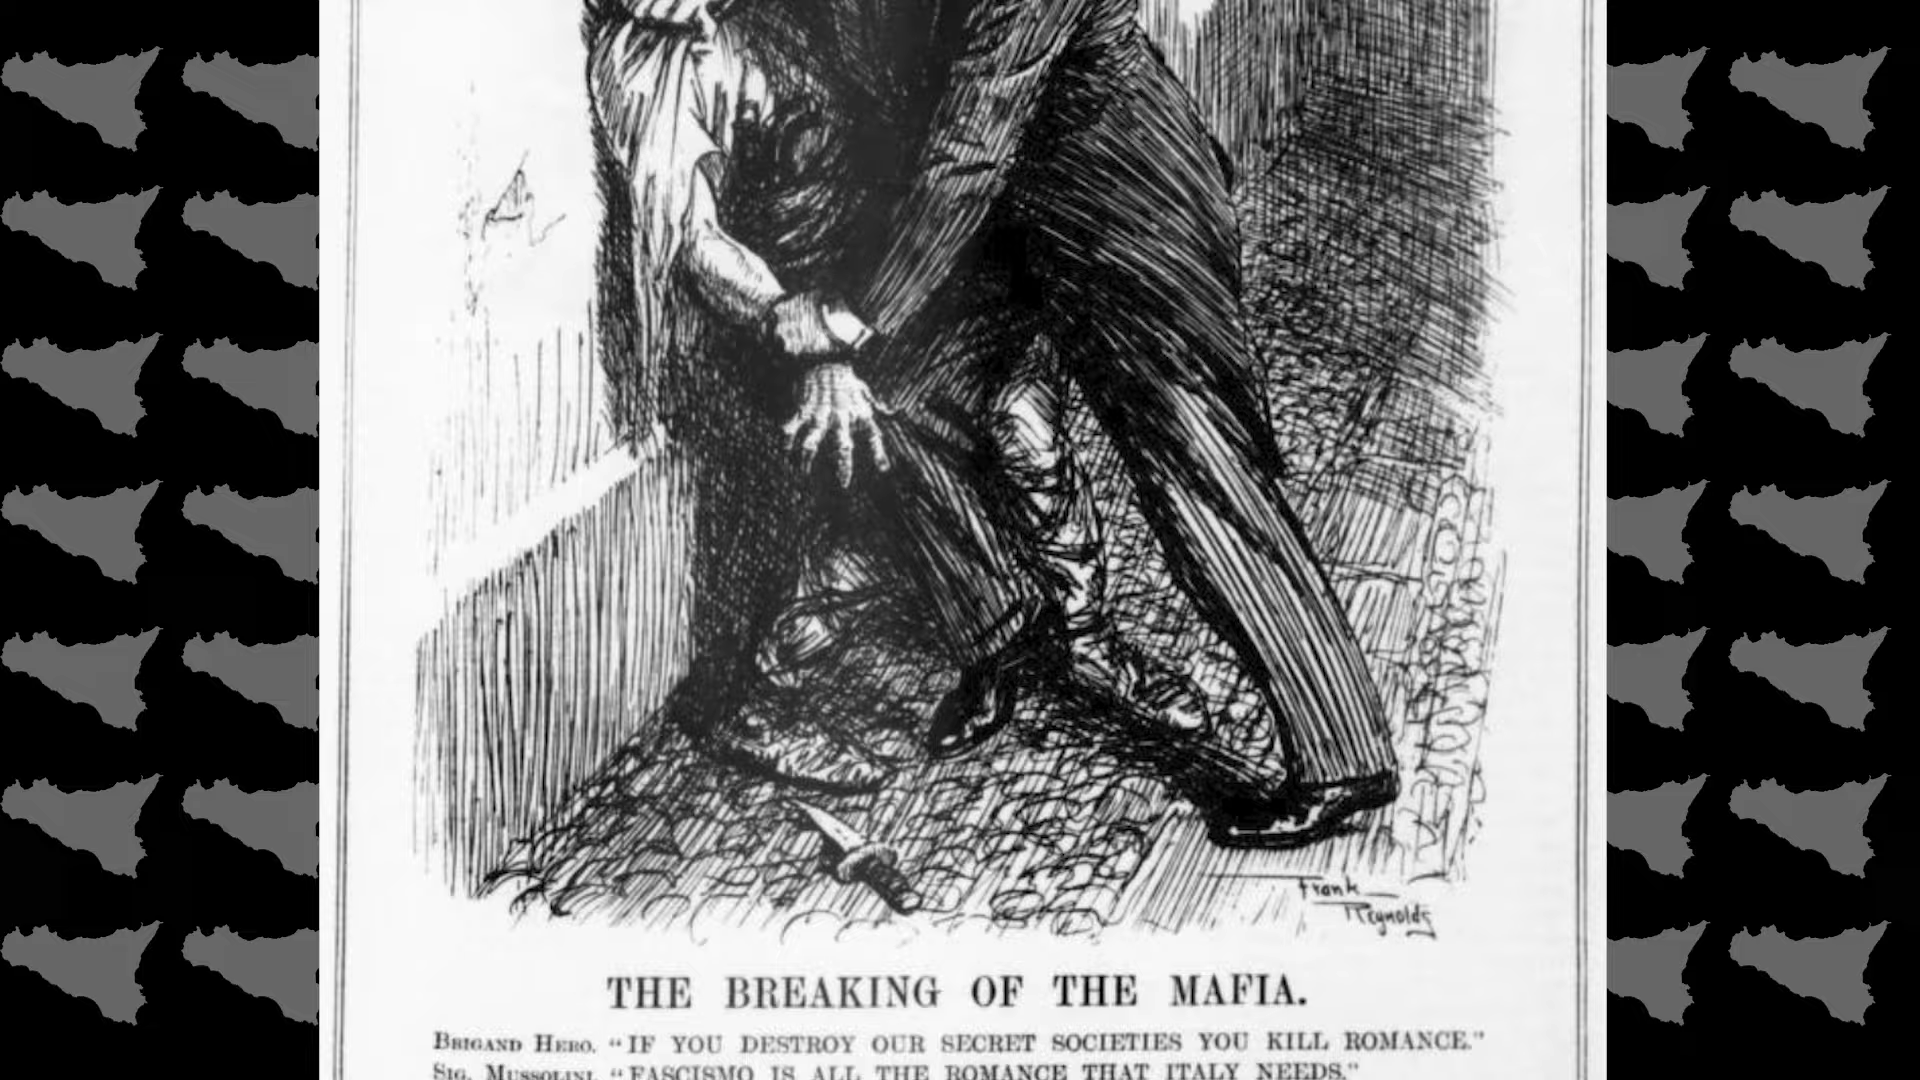 Frank
Reynolds
THE BREAKING OF THE MAFIA.
BRIGAND HERO. "IF YOU DESTROY OUR SECRET SOCIETIES YOU KILL ROMANCE."
SIG. MUSSOLINI. "FASCISMO IS ALL THE ROMANCE THAT ITALY NEEDS."